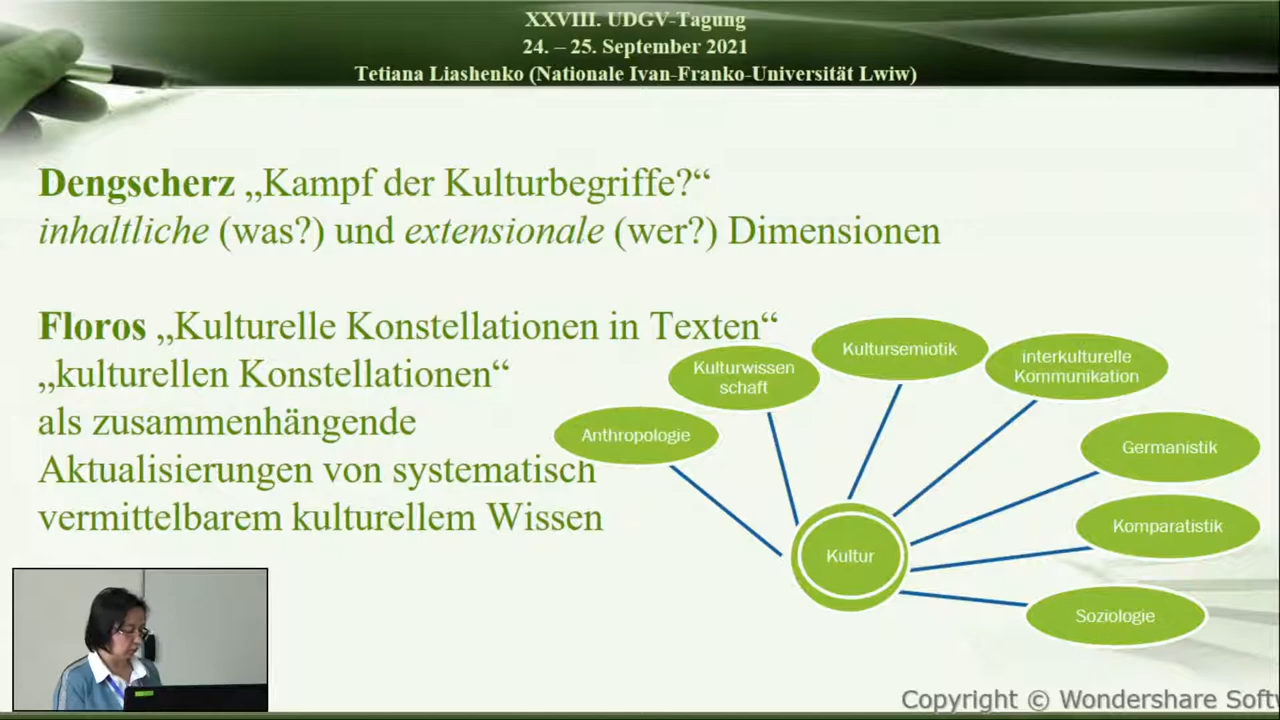 XXVIII. UDGV-Tagung
24. – 25. September 2021
Tetiana Liashenko (Nationale Ivan-Franko-Universität Lwiw)
Dengscherz „Kampf der Kulturbegriffe?“
inhaltliche (was?) und extensionale (wer?) Dimensionen
Floros „Kulturelle Konstellationen in Texten“
„kulturellen Konstellationen“
als zusammenhängende
Aktualisierungen von systematisch
vermittelbarem kulturellem Wissen
Anthropologie
Kulturwissen
schaft
Kultursemiotik
interkulturelle
Kommunikation
Germanistik
Komparatistik
Soziologie
Kultur
Copyright © Wondershare Softw